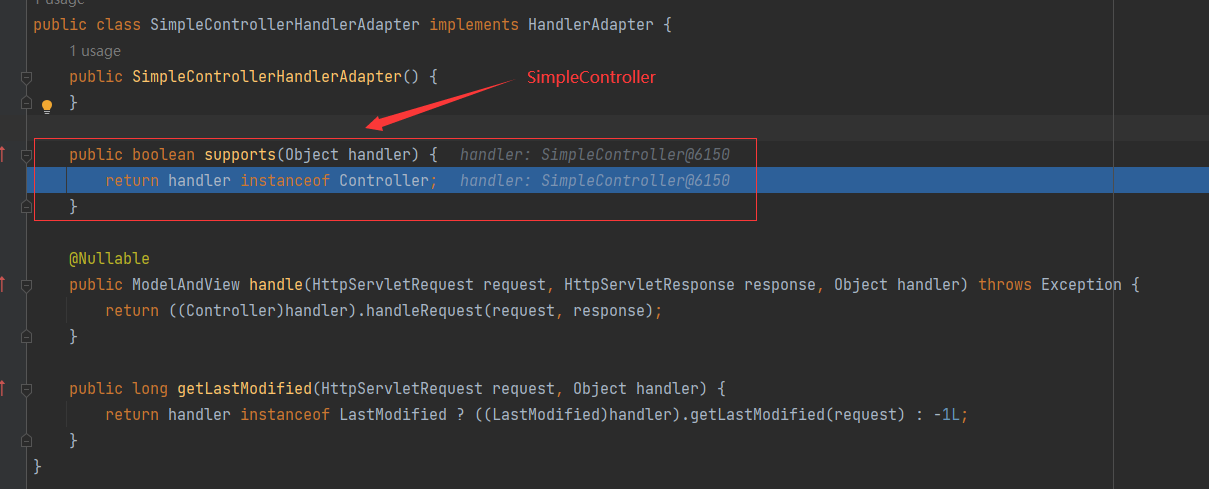 1 usage
public class SimpleControllerHandlerAdapter implements HandlerAdapter {
1 usage
public SimpleControllerHandlerAdapter() {
}
SimpleController
public boolean supports(Object handler) { handler: SimpleController@6150
return handler instanceof Controller; handler: SimpleController@6150
}
@Nullable
public ModelAndView handle(HttpServletRequest request, HttpServletResponse response, Object handler) throws Exception {
return ((Controller)handler).handleRequest(request, response);
}
public long getLastModified(HttpServletRequest request, Object handler) {
return handler instanceof LastModified ? ((LastModified)handler).getLastModified(request) : -1L;
}
}